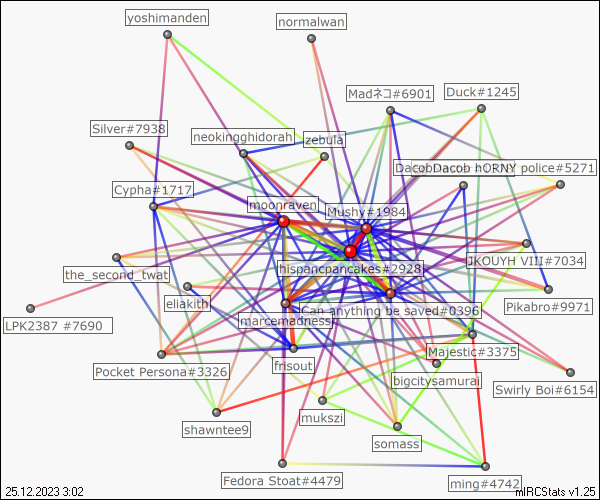 yoshimanden
normalwan
Madネコ#6901
Duck#1245
Silver#7938
neokingghidorah
zebula
Dacob
Dacob hORNY police#5271
Cypha#1717
moonraven
Mushy#1984
hispancpancakes#2928
JKOUYH VIII#7034
the_second_twat
eliakith
marcemadness
Can anything be saved#0396
Pikabro#9971
LPK2387 #7690
frisout
Majestic#3375
Pocket Persona#3326
bigcitysamurai
Swirly Boi#6154
mukszi
shawntee9
somass
Fedora Stoat#4479
ming#4742
25.12.2023 3:02
mIRCStats v1.25